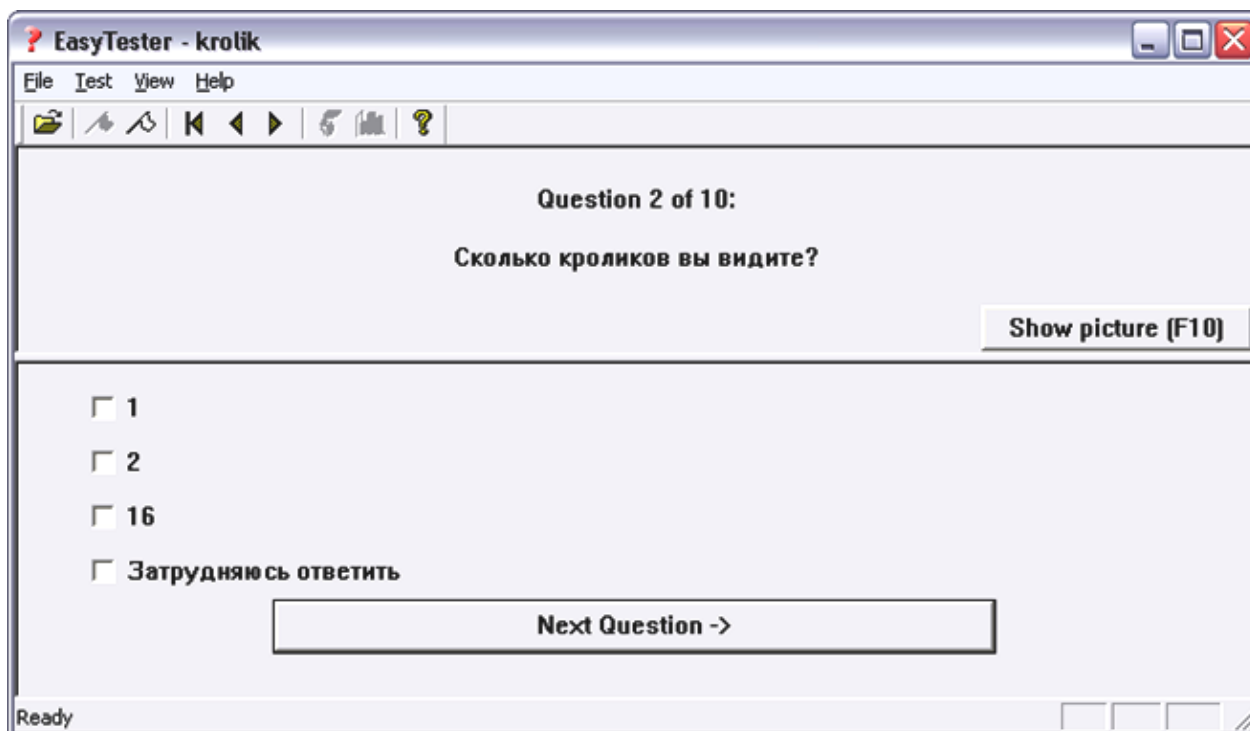 EasyTester - krolik
File Test View Help
Question 2 of 10:
Сколько кроликов вы видите?
Show picture (F10)
1
2
16
Затрудняюсь ответить
Next Question ->
Ready